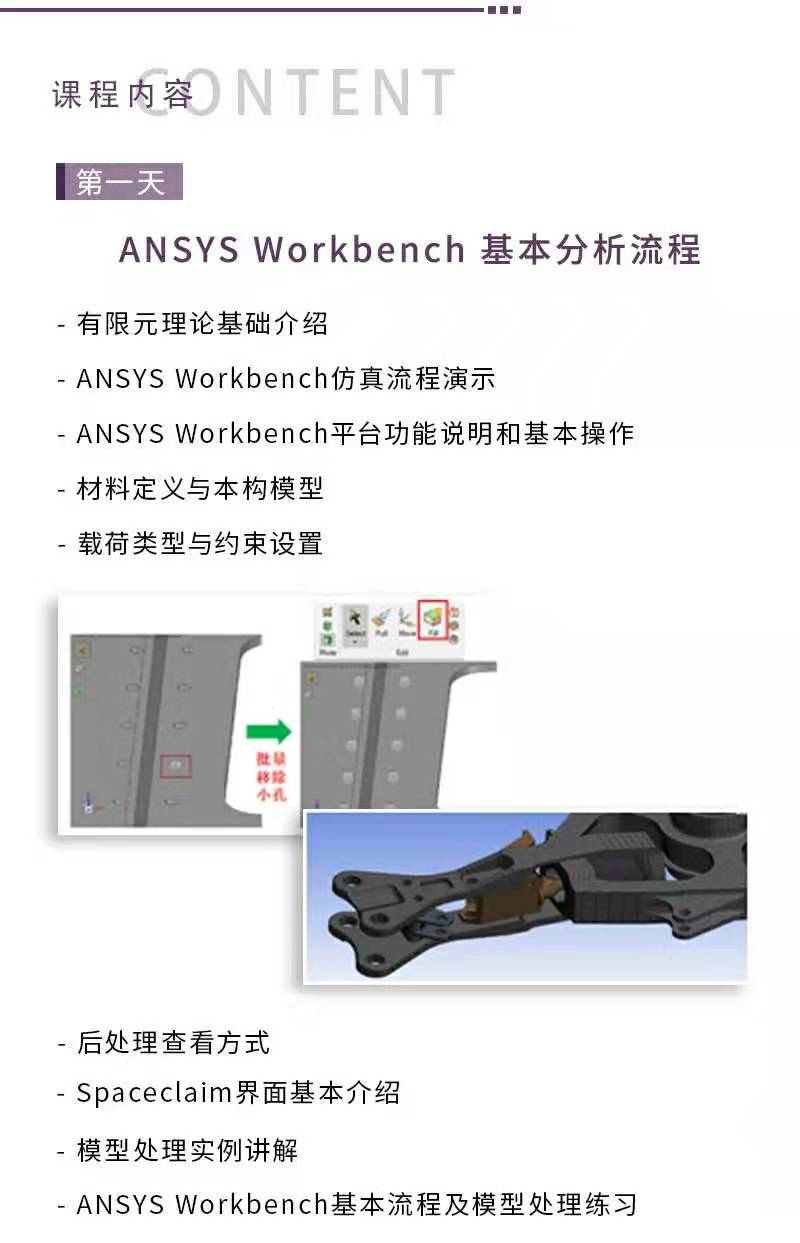 课程内容 CONTENT
第一天
ANSYS Workbench 基本分析流程
- 有限元理论基础介绍
- ANSYS Workbench仿真流程演示
- ANSYS Workbench平台功能说明和基本操作
- 材料定义与本构模型
- 载荷类型与约束设置
Select Pull Move Fill
Mode Edit
批量
移除
小孔
- 后处理查看方式
- Spaceclaim界面基本介绍
- 模型处理实例讲解
- ANSYS Workbench基本流程及模型处理练习